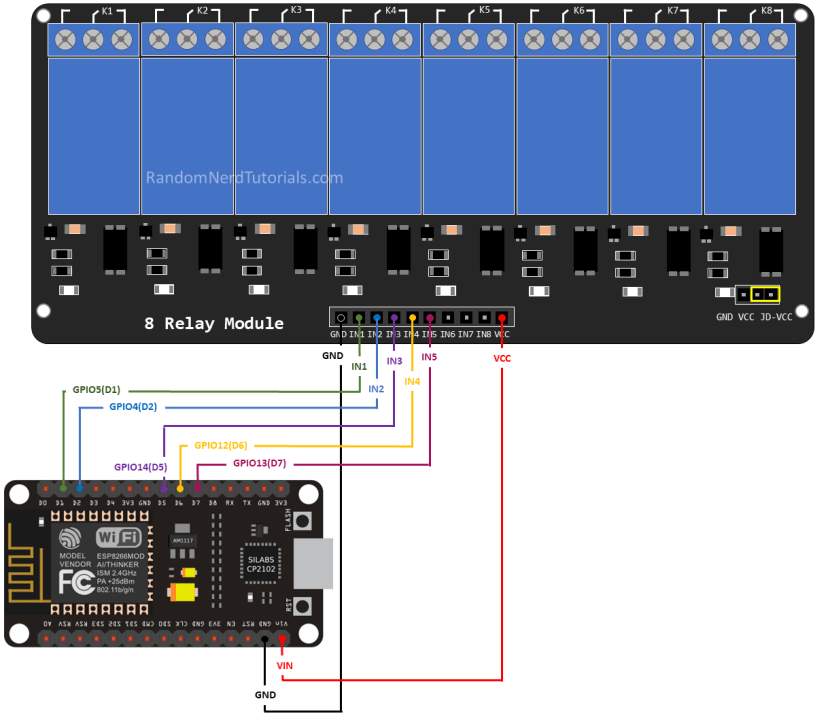 K1 K2 K3 K4 K5 K6 K7 K8
RandomNerdTutorials.com
8 Relay Module
GND VCC JD-VCC
GND IN1 IN2 IN3 IN4 IN5 IN6 IN7 IN8 VCC
GND
IN1
IN2
IN3
IN4
IN5
VCC
GPIO5(D1)
GPIO4(D2)
GPIO12(D6)
GPIO14(D5)
GPIO13(D7)
D0 D1 D2 D3 D4 3V3 GND D5 D6 D7 D8 RX TX GND 3V3
FLASH
WiFi
MODEL
VENDOR
ESP8266MOD
AI/THINKER
ISM 2.4GHz
PA +25dBm
802.11b/g/n
FC
AM1117
SILABS
CP2102
RST
A0 RSV RSV SD3 SD2 SD1 CMD SD0 CLK GND 3V3 EN RST GND Vin
VIN
GND